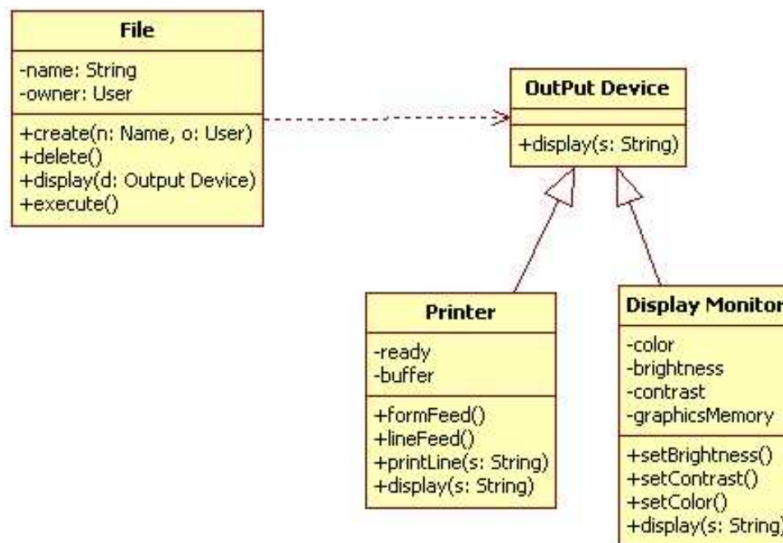 File
-name: String
-owner: User
+create(n: Name, o: User)
+delete()
+display(d: Output Device)
+execute()
OutPut Device
+display(s: String)
Printer
-ready
-buffer
+formFeed()
+lineFeed()
+printLine(s: String)
+display(s: String)
Display Monitor
-color
-brightness
-contrast
-graphicsMemory
+setBrightness()
+setContrast()
+setColor()
+display(s: String)